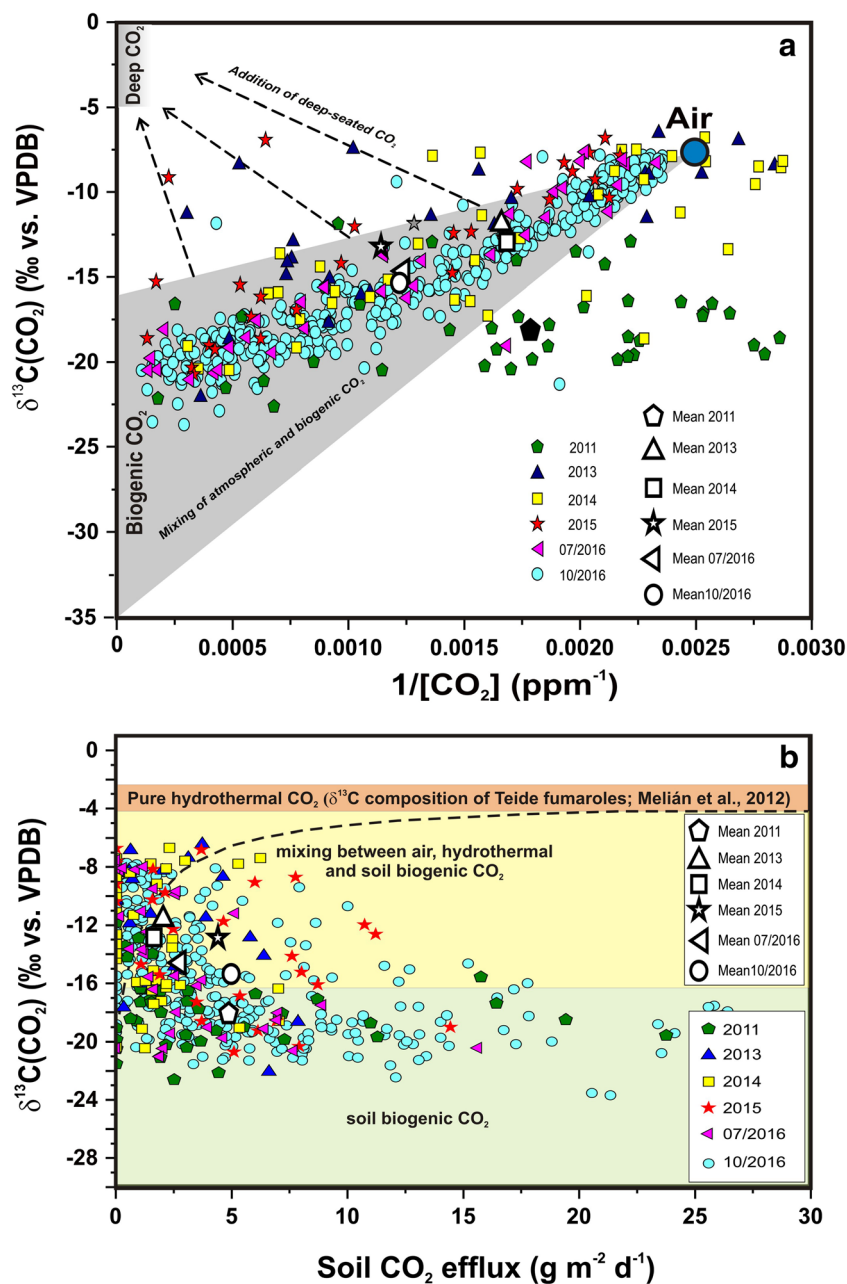 a
0
-5
-10
-15
-20
-25
-30
-35
δ¹³C(CO₂) (‰ vs. VPDB)
Deep CO₂
Addition of deep-seated CO₂
Air
Biogenic CO₂
Mixing of atmospheric and biogenic CO₂
2011
2013
2014
2015
07/2016
10/2016
Mean 2011
Mean 2013
Mean 2014
Mean 2015
Mean 07/2016
Mean10/2016
0
0.0005
0.0010
0.0015
0.0020
0.0025
0.0030
1/[CO₂] (ppm⁻¹)
b
0
-4
-8
-12
-16
-20
-24
-28
δ¹³C(CO₂) (‰ vs. VPDB)
Pure hydrothermal CO₂ (δ¹³C composition of Teide fumaroles; Melián et al., 2012)
mixing between air, hydrothermal
and soil biogenic CO₂
soil biogenic CO₂
Mean 2011
Mean 2013
Mean 2014
Mean 2015
Mean 07/2016
Mean10/2016
2011
2013
2014
2015
07/2016
10/2016
0
5
10
15
20
25
30
Soil CO₂ efflux (g m⁻² d⁻¹)